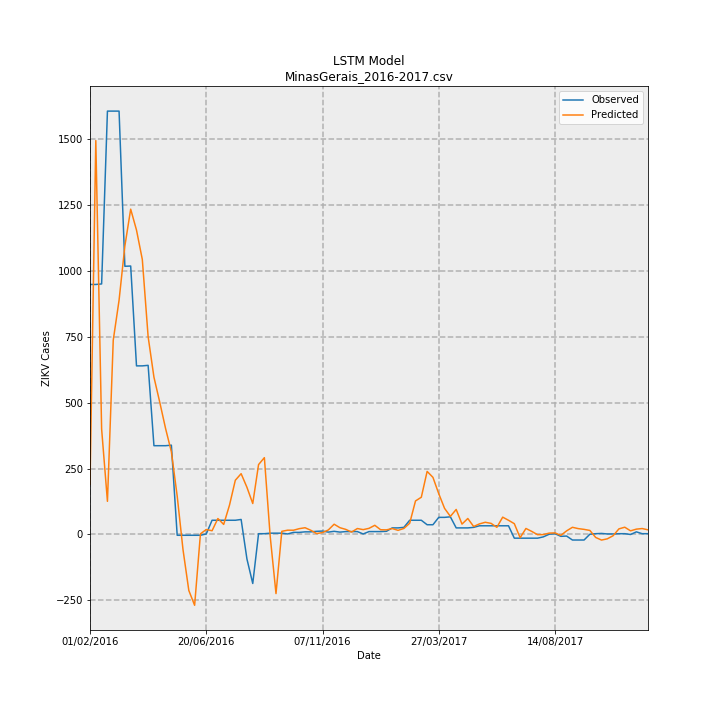 LSTM Model
MinasGerais_2016-2017.csv
Observed
Predicted
1500
1250
1000
750
500
250
0
−250
ZIKV Cases
01/02/2016 20/06/2016 07/11/2016 27/03/2017 14/08/2017
Date